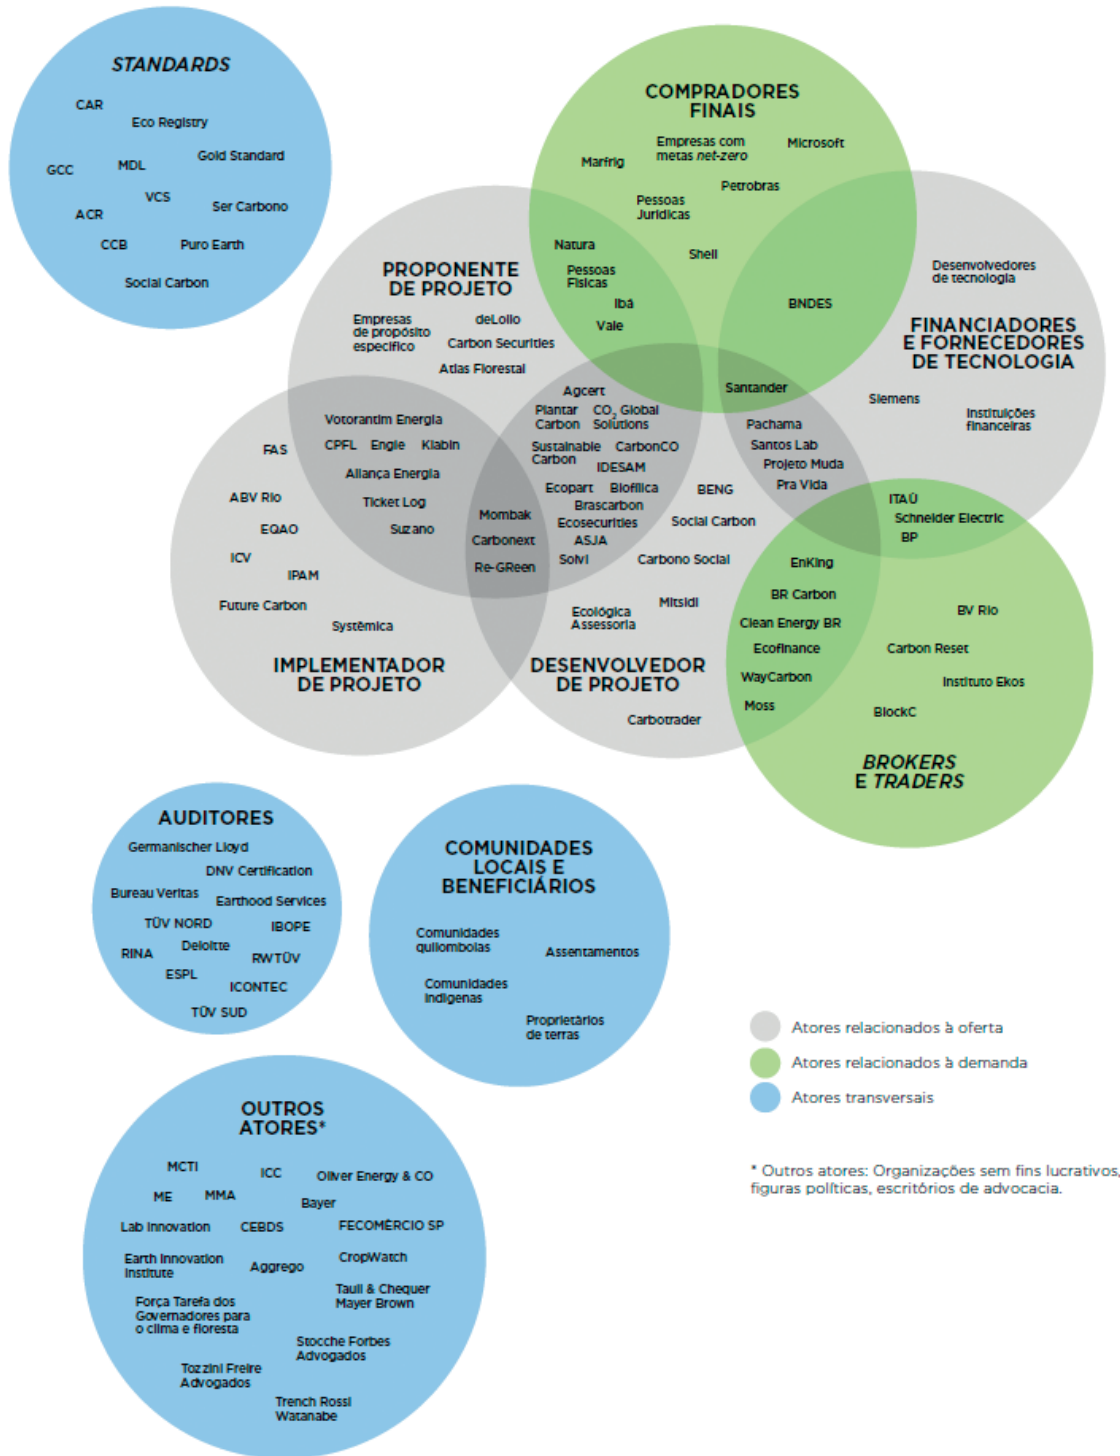 STANDARDS
CAR
Eco Registry
Gold Standard
GCC
MDL
VCS
Ser Carbono
ACR
CCB
Puro Earth
Social Carbon
COMPRADORES
FINAIS
Empresas com
metas net-zero
Microsoft
Marfrig
Petrobras
Pessoas
Jurídicas
Natura
Shell
Pessoas
Físicas
Ibá
Vale
BNDES
PROPONENTE
DE PROJETO
Empresas
de propósito
específico
deLollo
Carbon Securities
Atlas Florestal
Desenvolvedores
de tecnologia
FINANCIADORES
E FORNECEDORES
DE TECNOLOGIA
Siemens
Instituições
financeiras
Santander
Pachama
Santos Lab
Projeto Muda
Pra Vida
Agcert
Plantar
Carbon
CO2 Global
Solutions
Sustainable
Carbon
CarbonCO
IDESAM
Ecopart
Biofílica
Brascarbon
Ecosecurities
ASJA
Solví
Votorantim Energia
CPFL
Engie
Klabin
Aliança Energia
Ticket Log
Suzano
Mombak
Carbonext
Re-GReen
FAS
ABV Rio
EQAO
ICV
IPAM
Future Carbon
Systêmica
IMPLEMENTADOR
DE PROJETO
BENG
Social Carbon
Carbono Social
Mitsidi
Ecológica
Assessoria
DESENVOLVEDOR
DE PROJETO
Carbotrader
ITAÚ
Schneider Electric
BP
EnKing
BR Carbon
Clean Energy BR
Ecofinance
WayCarbon
Moss
BV Rio
Carbon Reset
Instituto Ekos
BlockC
BROKERS
E TRADERS
AUDITORES
Germanischer Lloyd
DNV Certification
Bureau Veritas
Earthood Services
TÜV NORD
IBOPE
RINA
Deloitte
RWTÜV
ESPL
ICONTEC
TÜV SUD
COMUNIDADES
LOCAIS E
BENEFICIÁRIOS
Comunidades
quilombolas
Assentamentos
Comunidades
indígenas
Proprietários
de terras
Atores relacionados à oferta
Atores relacionados à demanda
Atores transversais
* Outros atores: Organizações sem fins lucrativos,
figuras políticas, escritórios de advocacia.
OUTROS
ATORES*
MCTI
ICC
Oliver Energy & CO
ME
MMA
Bayer
Lab Innovation
CEBDS
FECOMÉRCIO SP
Earth Innovation
Institute
Aggrego
CropWatch
Tauil & Chequer
Mayer Brown
Força Tarefa dos
Governadores para
o clima e floresta
Stocche Forbes
Advogados
Tozzini Freire
Advogados
Trench Rossi
Watanabe